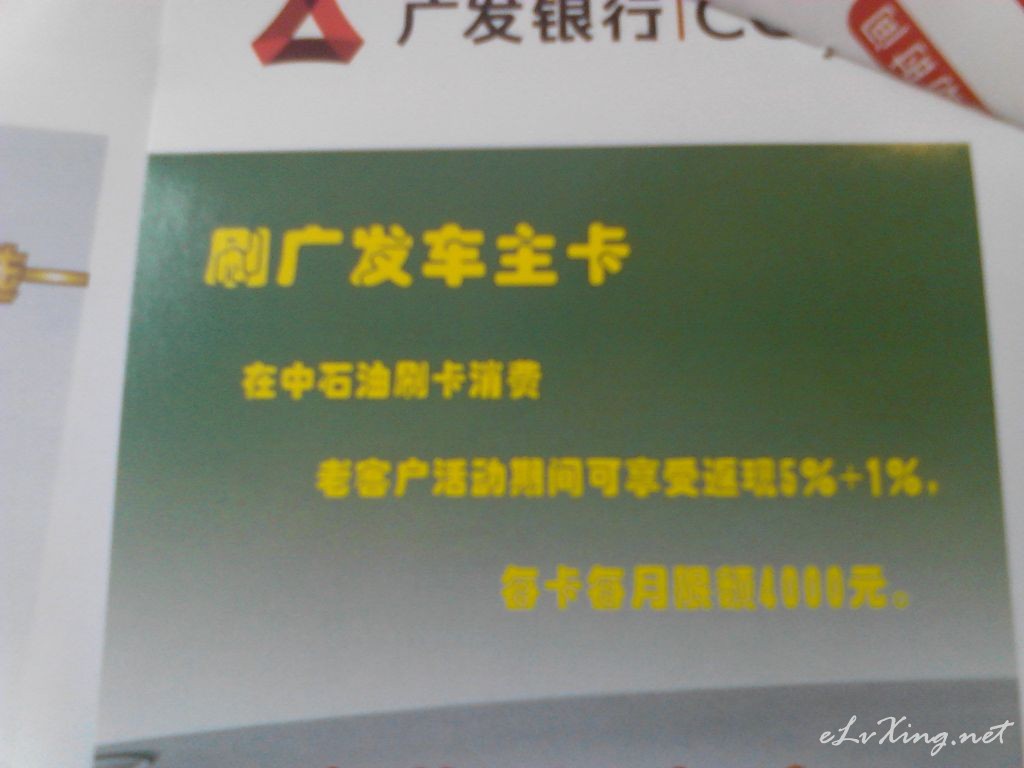 广发银行
刷广发车主卡
在中石油刷卡消费
老客户活动期间可享受返现5%+1%，
每卡每月限额4000元。
eLvXing.net